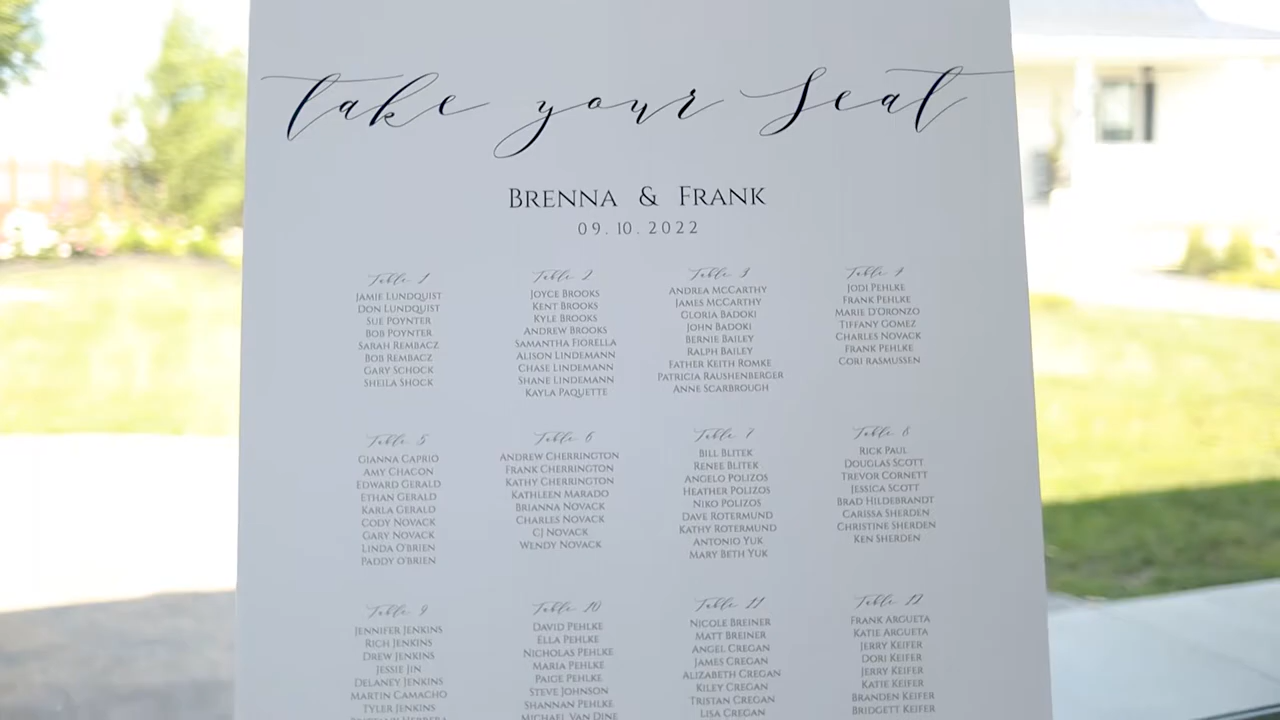 take your seat
BRENNA & FRANK
09.10.2022
Table 1
JAMIE LUNDQUIST
DON LUNDQUIST
SUE POYNTER
BOB POYNTER
SARAH REMBACZ
BOB REMBACZ
GARY SCHOCK
SHEILA SHOCK
Table 2
JOYCE BROOKS
KENT BROOKS
KYLE BROOKS
ANDREW BROOKS
SAMANTHA FIORELLA
ALISON LINDEMANN
CHASE LINDEMANN
SHANE LINDEMANN
KAYLA PAQUETTE
Table 3
ANDREA MCCARTHY
JAMES MCCARTHY
GLORIA BADOKI
JOHN BADOKI
BERNIE BAILEY
RALPH BAILEY
FATHER KEITH ROMKE
PATRICIA RAUSHENBERGER
ANNE SCARBROUGH
Table 4
JODI PEHLKE
FRANK PEHLKE
MARIE D'ORONZO
TIFFANY GOMEZ
CHARLES NOVACK
FRANK PEHLKE
CORI RASMUSSEN
Table 5
GIANNA CAPRIO
AMY CHACON
EDWARD GERALD
ETHAN GERALD
KARLA GERALD
CODY NOVACK
GARY NOVACK
LINDA O'BRIEN
PADDY O'BRIEN
Table 6
ANDREW CHERRINGTON
FRANK CHERRINGTON
KATHY CHERRINGTON
KATHLEEN MARADO
BRIANNA NOVACK
CHARLES NOVACK
CJ NOVACK
WENDY NOVACK
Table 7
BILL BLITEK
RENEE BLITEK
ANGELO POLIZOS
HEATHER POLIZOS
NIKO POLIZOS
DAVE ROTERMUND
KATHY ROTERMUND
ANTONIO YUK
MARY BETH YUK
Table 8
RICK PAUL
DOUGLAS SCOTT
TREVOR CORNETT
JESSICA SCOTT
BRAD HILDEBRANDT
CARISSA SHERDEN
CHRISTINE SHERDEN
KEN SHERDEN
Table 9
JENNIFER JENKINS
RICH JENKINS
DREW JENKINS
JESSIE JIN
DELANEY JENKINS
MARTIN CAMACHO
TYLER JENKINS
Table 10
DAVID PEHLKE
ELLA PEHLKE
NICHOLAS PEHLKE
MARIA PEHLKE
PAIGE PEHLKE
STEVE JOHNSON
SHANNAN PEHLKE
MICHAEL VAN DINE
Table 11
NICOLE BREINER
MATT BREINER
ANGEL CREGAN
JAMES CREGAN
ALIZABETH CREGAN
KILEY CREGAN
TRISTAN CREGAN
LISA CREGAN
Table 12
FRANK ARGUETA
KATIE ARGUETA
JERRY KEIFER
DORI KEIFER
JERRY KEIFER
KATIE KEIFER
BRANDEN KEIFER
BRIDGETT KEIFER